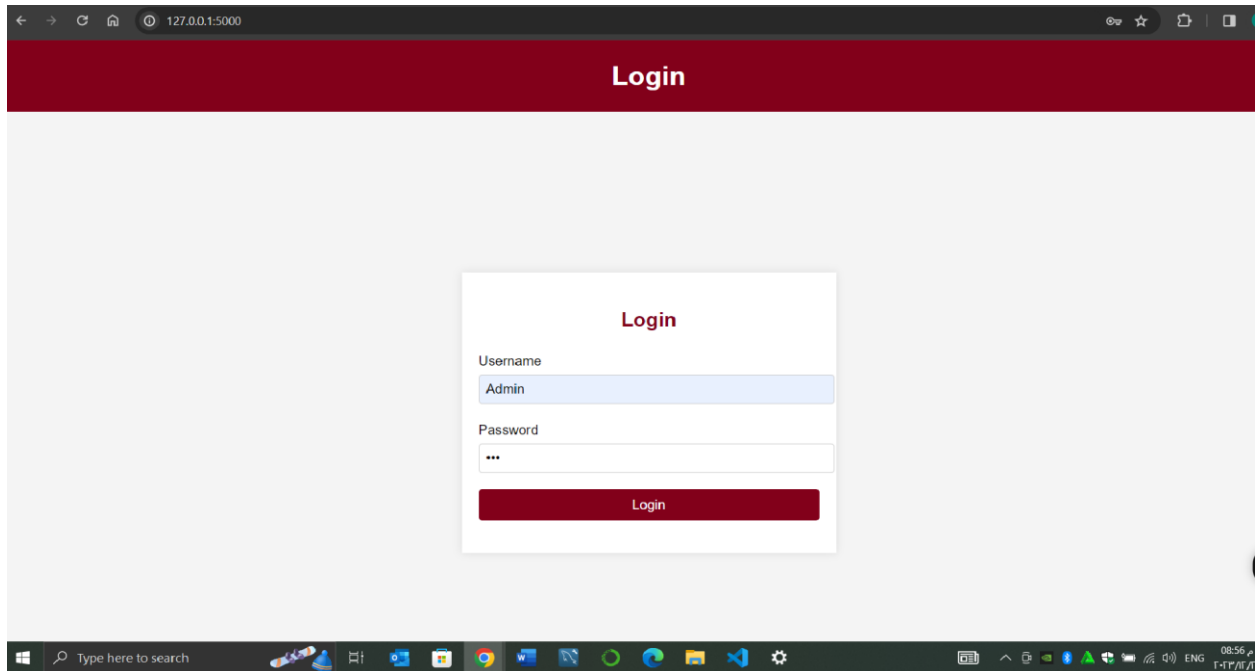 127.0.0.1:5000
Login
Login
Username
Admin
Password
•••
Login
Type here to search
ENG
08:56 م